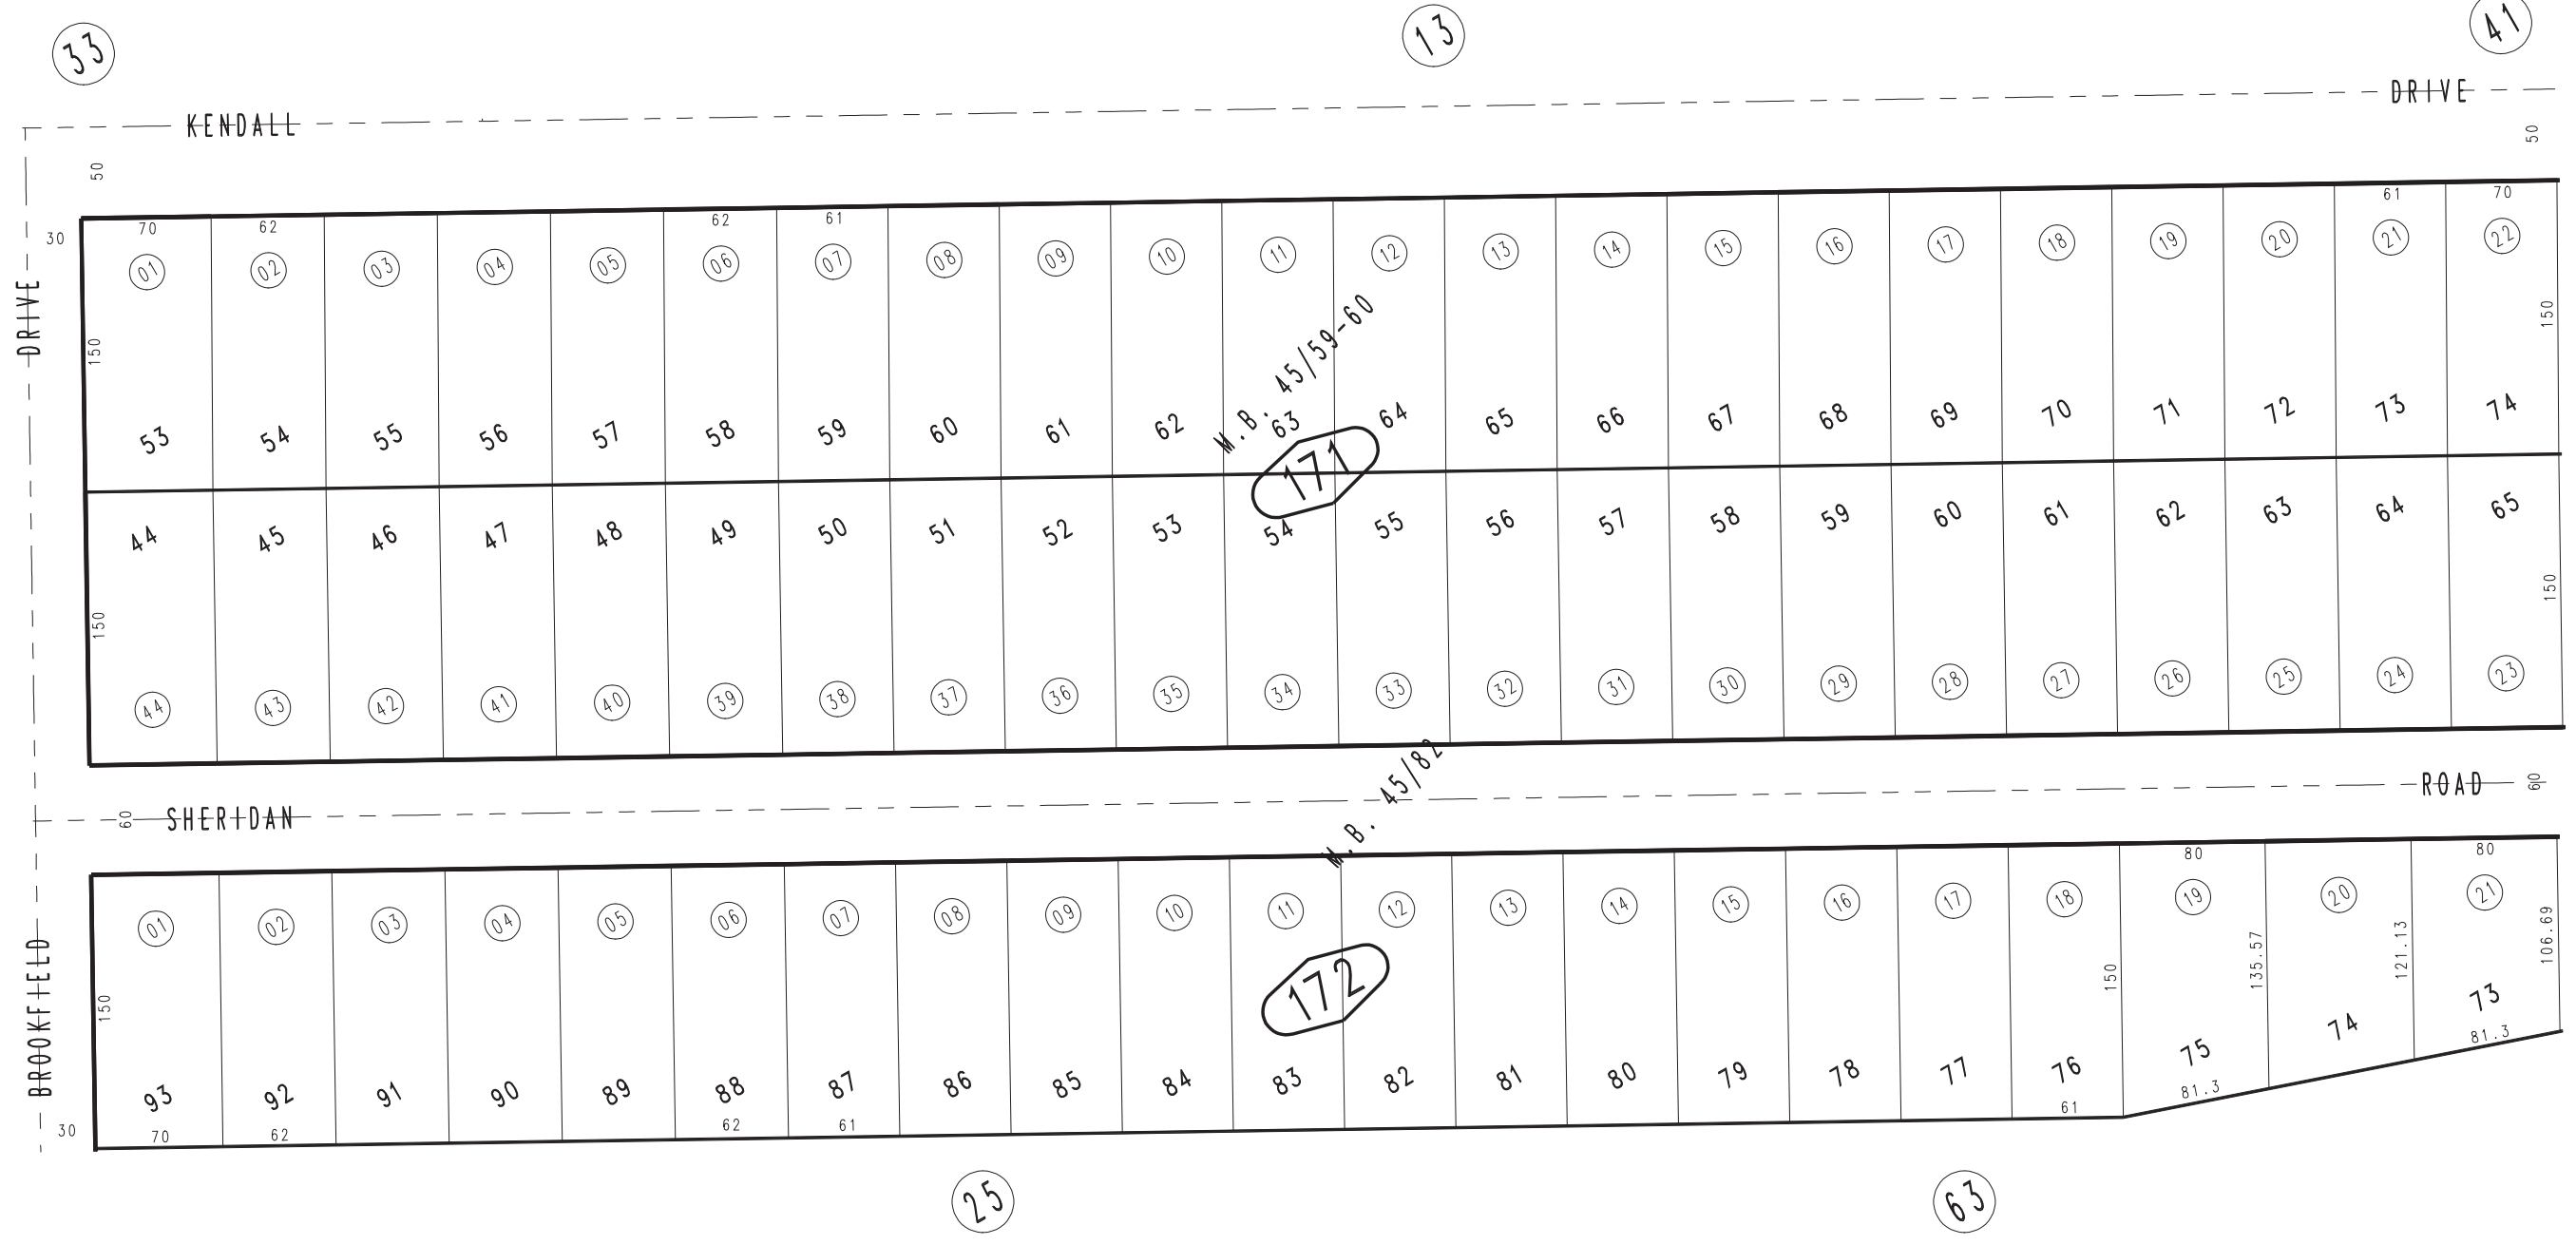 33 13 41
KENDALL DRIVE
50 50
30 70 62 62 61 61 70
01 02 03 04 05 06 07 08 09 10 11 12 13 14 15 16 17 18 19 20 21 22
DRIVE
150 150
M.B. 45/59-60
53 54 55 56 57 58 59 60 61 62 63 64 65 66 67 68 69 70 71 72 73 74
171
44 45 46 47 48 49 50 51 52 53 54 55 56 57 58 59 60 61 62 63 64 65
150 150
44 43 42 41 40 39 38 37 36 35 34 33 32 31 30 29 28 27 26 25 24 23
M.B. 45/82
60 SHERIDAN ROAD 60
80 80
01 02 03 04 05 06 07 08 09 10 11 12 13 14 15 16 17 18 19 20 21
BROOKFIELD
150 150 135.57 121.13 106.69
172
93 92 91 90 89 88 87 86 85 84 83 82 81 80 79 78 77 76 75 74 73
81.3 81.3
30 70 62 62 61 61
25 63